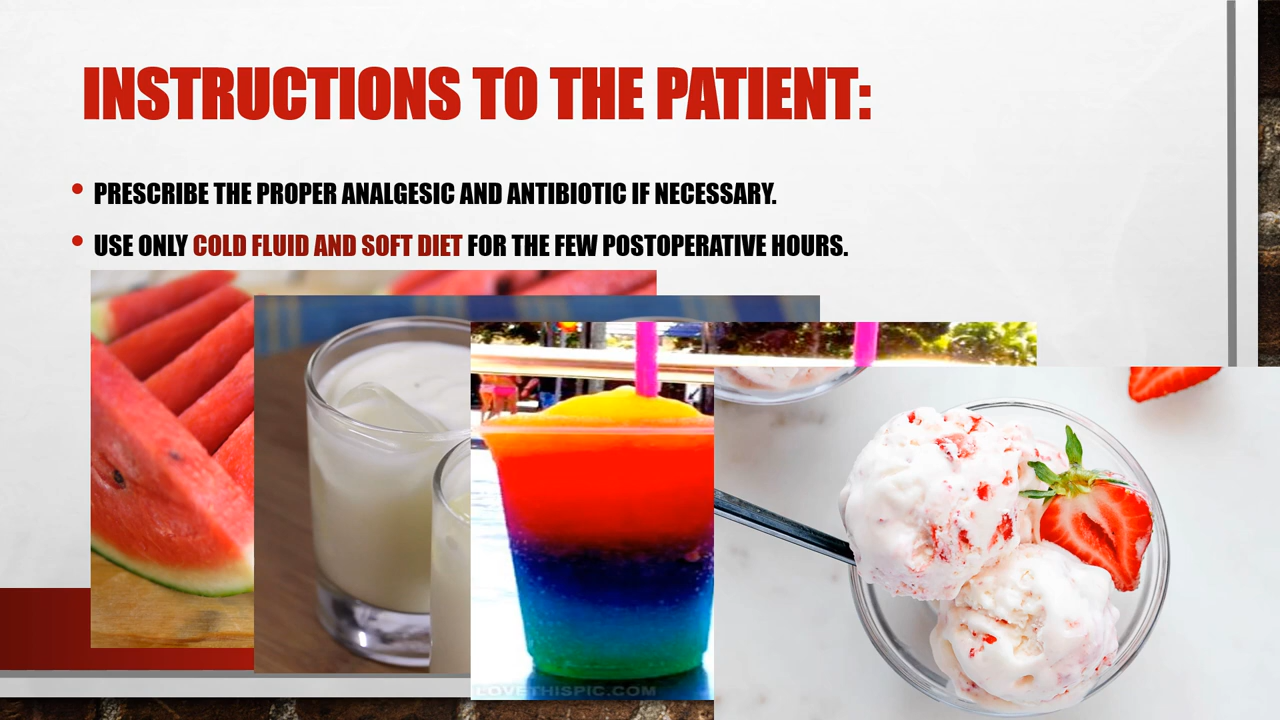 INSTRUCTIONS TO THE PATIENT:
• PRESCRIBE THE PROPER ANALGESIC AND ANTIBIOTIC IF NECESSARY.
• USE ONLY COLD FLUID AND SOFT DIET FOR THE FEW POSTOPERATIVE HOURS.
LOVETHISPIC.COM